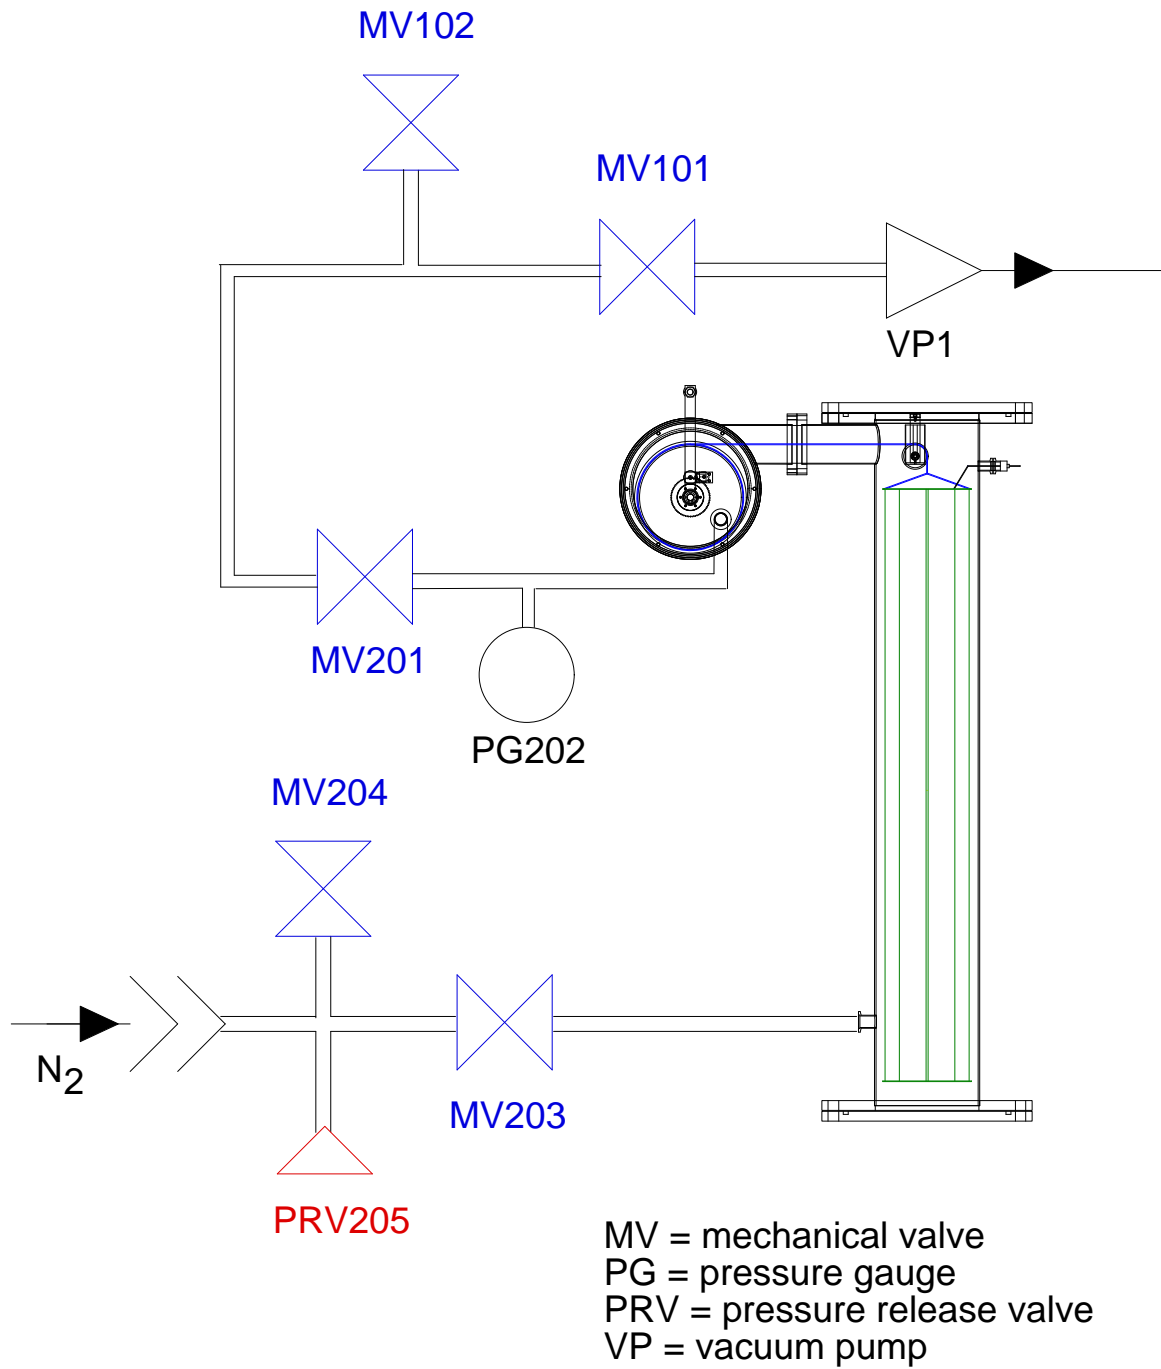 MV102
MV101
VP1
MV201
PG202
MV204
N2
MV203
PRV205
MV = mechanical valve
PG = pressure gauge
PRV = pressure release valve
VP = vacuum pump